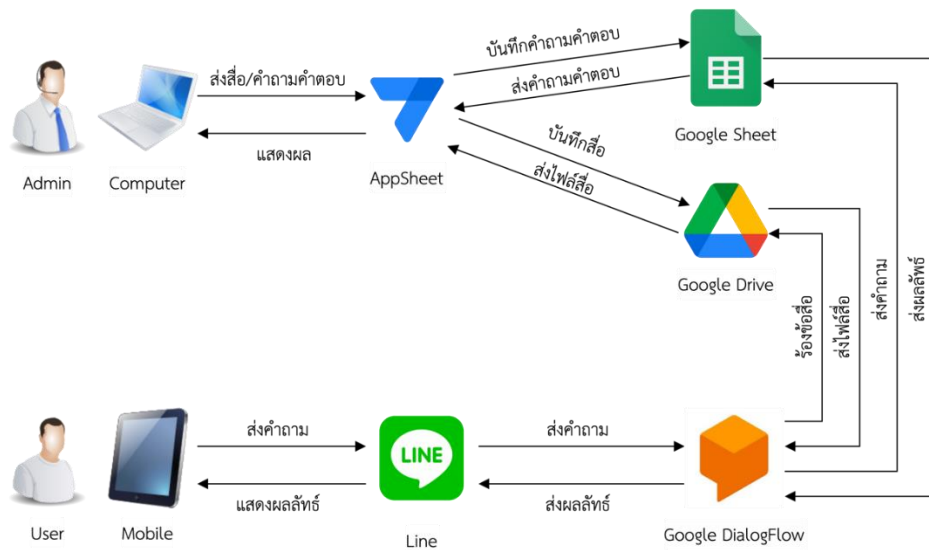 บันทึกคำถามคำตอบ
ส่งคำถามคำตอบ
ส่งสื่อ/คำถามคำตอบ
แสดงผล
บันทึกสื่อ
ส่งไฟล์สื่อ
Google Sheet
Admin
Computer
AppSheet
Google Drive
ร้องข้อสื่อ
ส่งไฟล์สื่อ
ส่งคำถาม
ส่งผลลัพธ์
ส่งคำถาม
แสดงผลลัทธ์
LINE
ส่งคำถาม
ส่งผลลัทธ์
User
Mobile
Line
Google DialogFlow